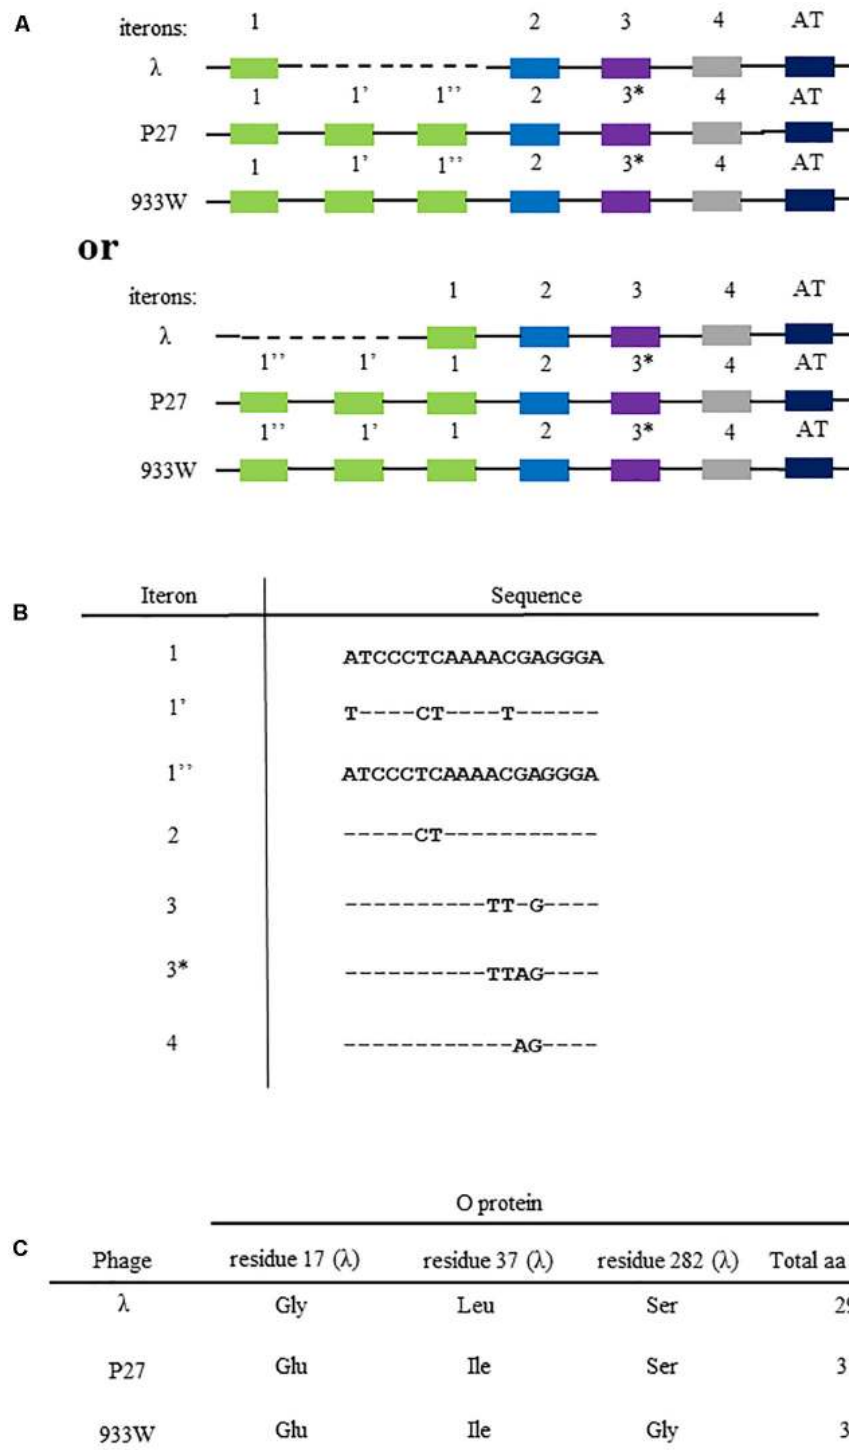 A
iterons: 1 2 3 4 AT
λ
1 1’ 1’’ 2 3* 4 AT
P27
1 1’ 1’’ 2 3* 4 AT
933W
or
iterons: 1 2 3 4 AT
λ
1’’ 1’ 1 2 3* 4 AT
P27
1’’ 1’ 1 2 3* 4 AT
933W
B
Iteron Sequence
1 ATCCCTCAAAACGAGGGA
1’ T----CT----T------
1’’ ATCCCTCAAAACGAGGGA
2 -----CT-----------
3 ----------TT-G----
3* ----------TTAG----
4 ------------AG----
O protein
C
Phage residue 17 (λ) residue 37 (λ) residue 282 (λ) Total aa
λ Gly Leu Ser 29
P27 Glu Ile Ser 3
933W Glu Ile Gly 3